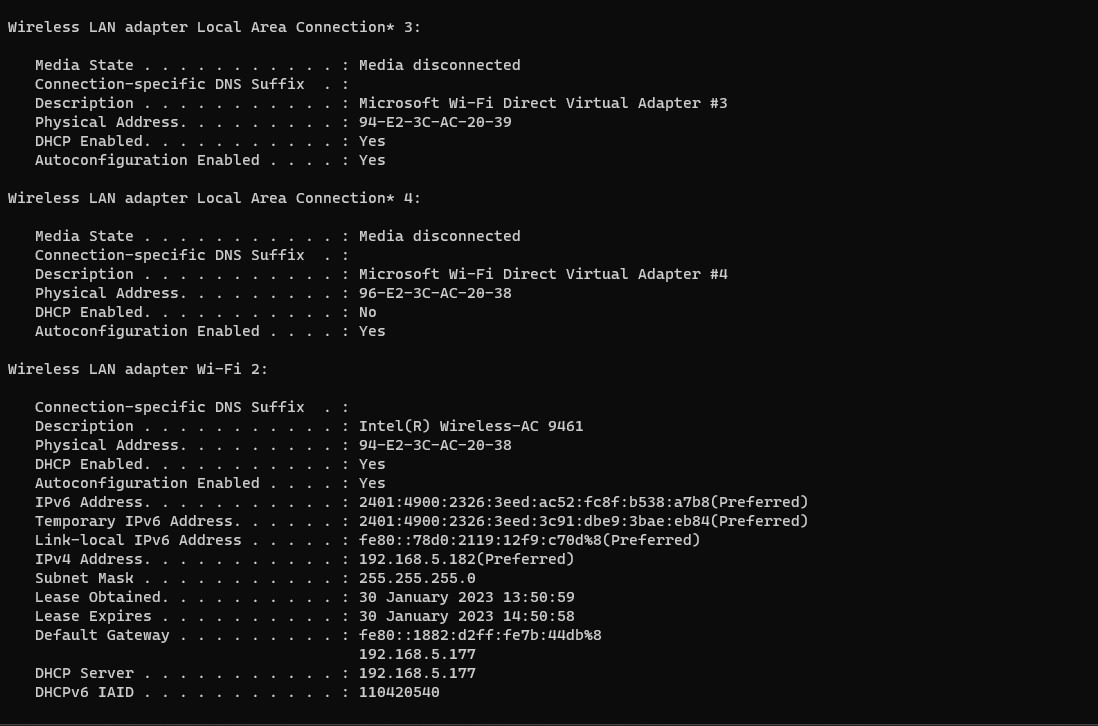 Wireless LAN adapter Local Area Connection* 3:
Media State . . . . . . . . . . . : Media disconnected
Connection-specific DNS Suffix  . :
Description . . . . . . . . . . . : Microsoft Wi-Fi Direct Virtual Adapter #3
Physical Address. . . . . . . . . : 94-E2-3C-AC-20-39
DHCP Enabled. . . . . . . . . . . : Yes
Autoconfiguration Enabled . . . . : Yes
Wireless LAN adapter Local Area Connection* 4:
Media State . . . . . . . . . . . : Media disconnected
Connection-specific DNS Suffix  . :
Description . . . . . . . . . . . : Microsoft Wi-Fi Direct Virtual Adapter #4
Physical Address. . . . . . . . . : 96-E2-3C-AC-20-38
DHCP Enabled. . . . . . . . . . . : No
Autoconfiguration Enabled . . . . : Yes
Wireless LAN adapter Wi-Fi 2:
Connection-specific DNS Suffix  . :
Description . . . . . . . . . . . : Intel(R) Wireless-AC 9461
Physical Address. . . . . . . . . : 94-E2-3C-AC-20-38
DHCP Enabled. . . . . . . . . . . : Yes
Autoconfiguration Enabled . . . . : Yes
IPv6 Address. . . . . . . . . . . : 2401:4900:2326:3eed:ac52:fc8f:b538:a7b8(Preferred)
Temporary IPv6 Address. . . . . . : 2401:4900:2326:3eed:3c91:dbe9:3bae:eb84(Preferred)
Link-local IPv6 Address . . . . . : fe80::78d0:2119:12f9:c70d%8(Preferred)
IPv4 Address. . . . . . . . . . . : 192.168.5.182(Preferred)
Subnet Mask . . . . . . . . . . . : 255.255.255.0
Lease Obtained. . . . . . . . . . : 30 January 2023 13:50:59
Lease Expires . . . . . . . . . . : 30 January 2023 14:50:58
Default Gateway . . . . . . . . . : fe80::1882:d2ff:fe7b:44db%8
192.168.5.177
DHCP Server . . . . . . . . . . . : 192.168.5.177
DHCPv6 IAID . . . . . . . . . . . : 110420540